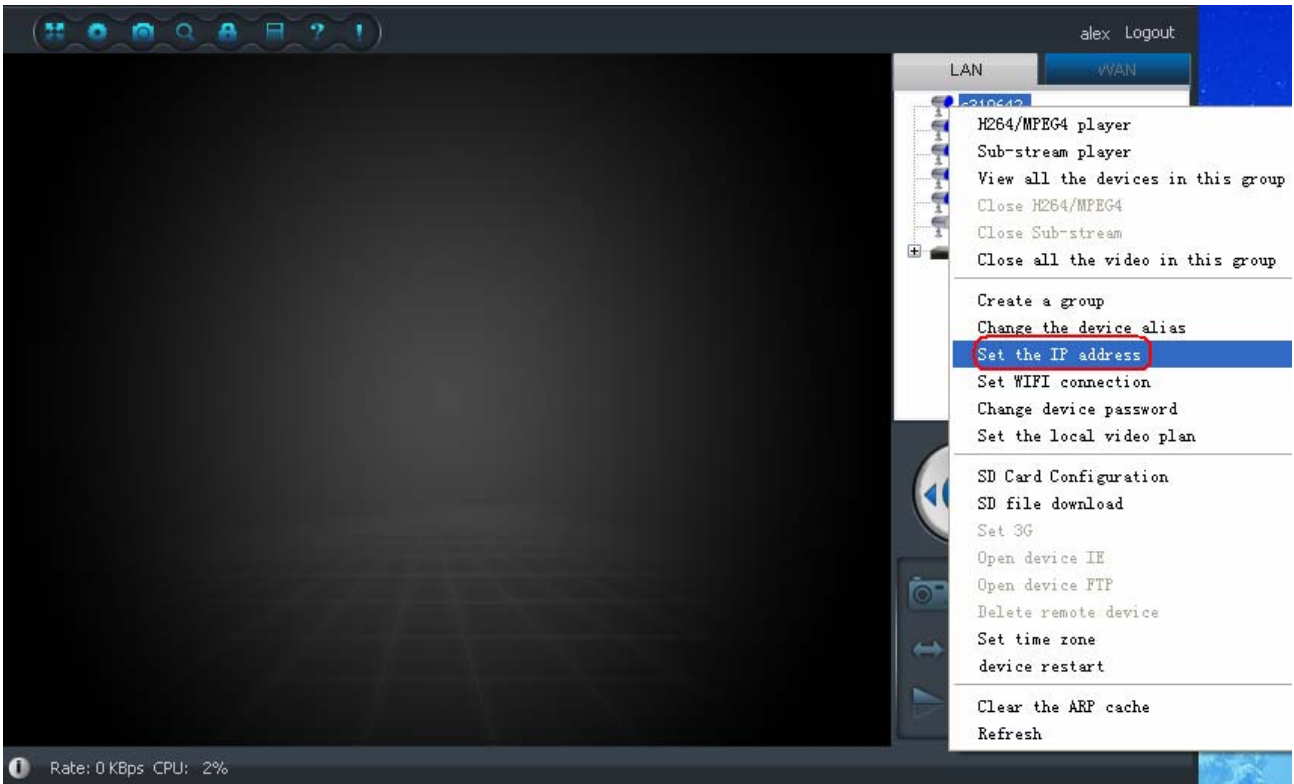 alex Logout
LAN WAN
c310642
H264/MPEG4 player
Sub-stream player
View all the devices in this group
Close H264/MPEG4
Close Sub-stream
Close all the video in this group
Create a group
Change the device alias
Set the IP address
Set WIFI connection
Change device password
Set the local video plan
SD Card Configuration
SD file download
Set 3G
Open device IE
Open device FTP
Delete remote device
Set time zone
device restart
Clear the ARP cache
Refresh
Rate: 0 KBps CPU: 2%